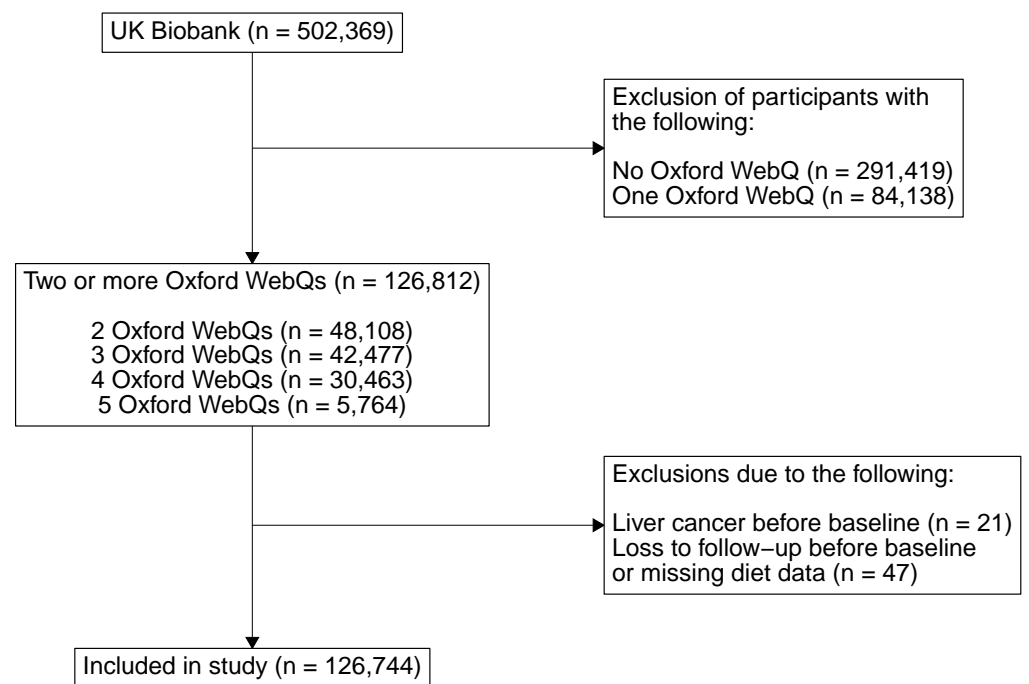 UK Biobank (n = 502,369)
Exclusion of participants with
the following:
No Oxford WebQ (n = 291,419)
One Oxford WebQ (n = 84,138)
Two or more Oxford WebQs (n = 126,812)
2 Oxford WebQs (n = 48,108)
3 Oxford WebQs (n = 42,477)
4 Oxford WebQs (n = 30,463)
5 Oxford WebQs (n = 5,764)
Exclusions due to the following:
Liver cancer before baseline (n = 21)
Loss to follow−up before baseline
or missing diet data (n = 47)
Included in study (n = 126,744)